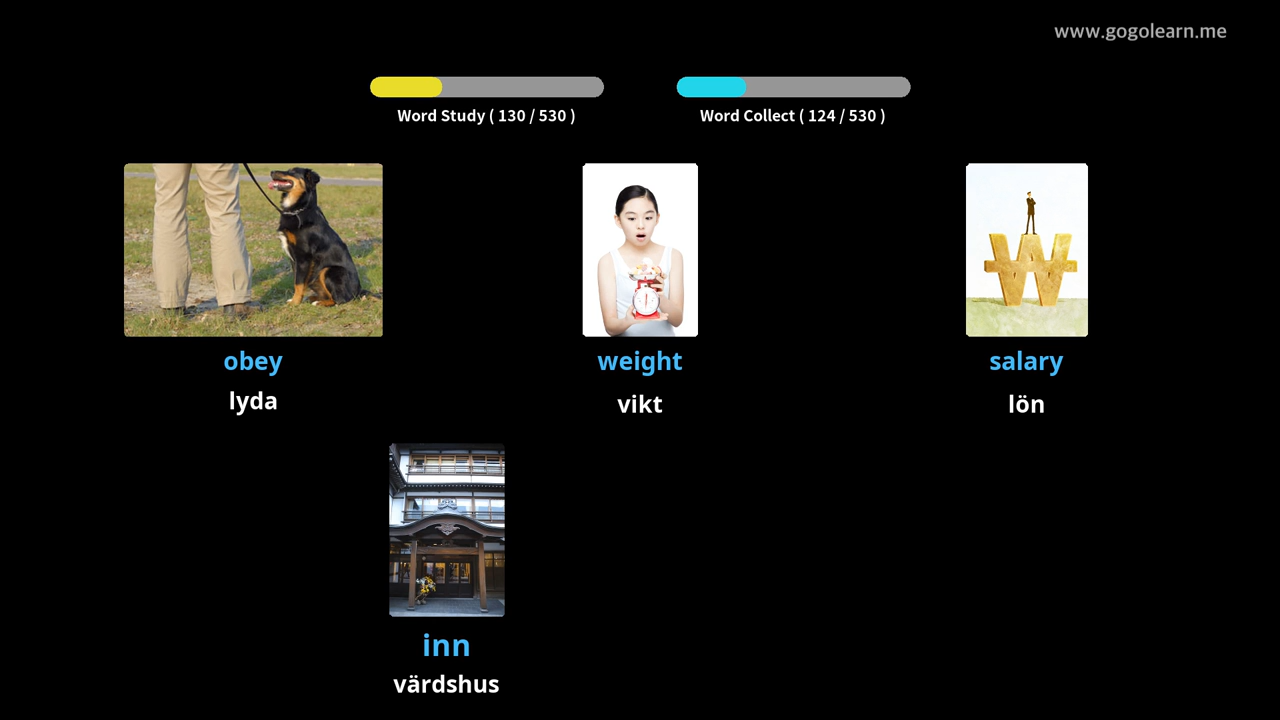 www.gogolearn.me
Word Study ( 130 / 530 )
Word Collect ( 124 / 530 )
obey
lyda
weight
vikt
salary
lön
inn
värdshus